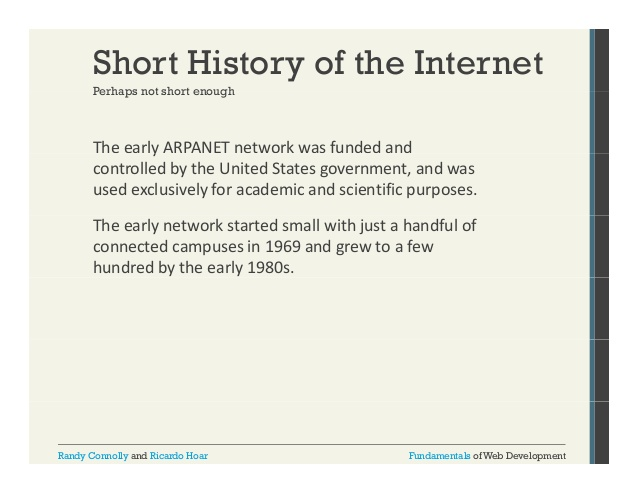 Short History of the Internet
Perhaps not short enough
The early ARPANET network was funded and
controlled by the United States government, and was
used exclusively for academic and scientific purposes.
The early network started small with just a handful of
connected campuses in 1969 and grew to a few
hundred by the early 1980s.
Randy Connolly and Ricardo Hoar
Fundamentals of Web Development